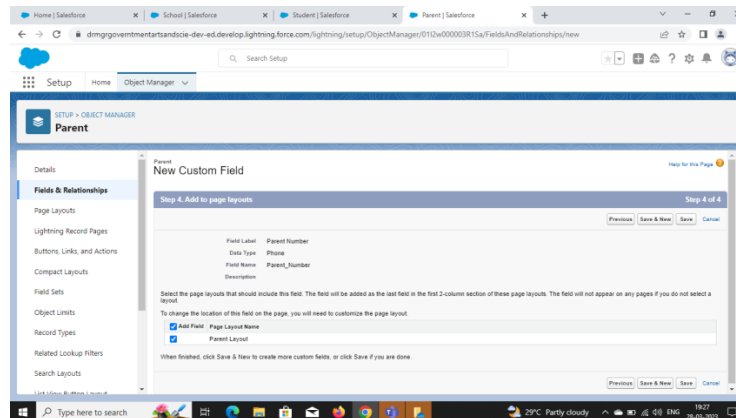 Home | Salesforce
School | Salesforce
Student | Salesforce
Parent | Salesforce
drmgrgoverntmentartsandscie-dev-ed.develop.lightning.force.com/lightning/setup/ObjectManager/01I2w000003R1Sa/FieldsAndRelationships/new
Search Setup
Setup Home Object Manager
SETUP > OBJECT MANAGER
Parent
Details
Fields & Relationships
Page Layouts
Lightning Record Pages
Buttons, Links, and Actions
Compact Layouts
Field Sets
Object Limits
Record Types
Related Lookup Filters
Search Layouts
List View Button Layout
Parent
New Custom Field
Help for this Page
Step 4. Add to page layouts Step 4 of 4
Previous Save & New Save Cancel
Field Label Parent Number
Data Type Phone
Field Name Parent_Number
Description
Select the page layouts that should include this field. The field will be added as the last field in the first 2-column section of these page layouts. The field will not appear on any pages if you do not select a
layout.
To change the location of this field on the page, you will need to customize the page layout.
Add Field Page Layout Name
Parent Layout
When finished, click Save & New to create more custom fields, or click Save if you are done.
Previous Save & New Save Cancel
Type here to search
29°C Partly cloudy
ENG
19:27
28-03-2023